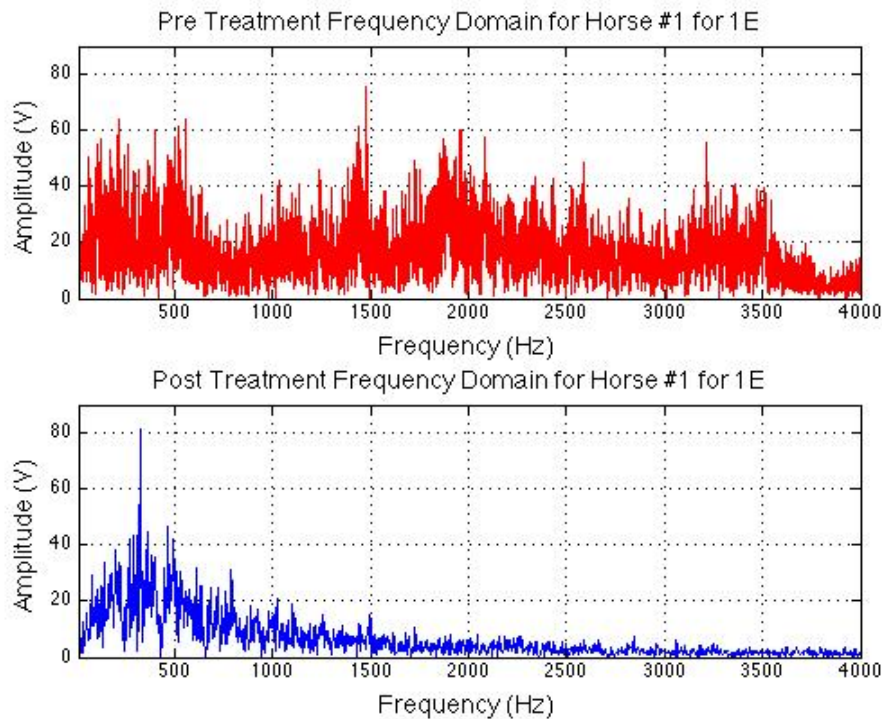 Pre Treatment Frequency Domain for Horse #1 for 1E
Amplitude (V)
80
60
40
20
0
500 1000 1500 2000 2500 3000 3500 4000
Frequency (Hz)
Post Treatment Frequency Domain for Horse #1 for 1E
Amplitude (V)
80
60
40
20
0
500 1000 1500 2000 2500 3000 3500 4000
Frequency (Hz)